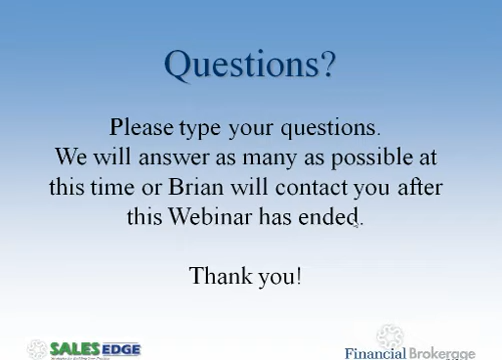 Questions?
Please type your questions.
We will answer as many as possible at
this time or Brian will contact you after
this Webinar has ended.
Thank you!
SALES EDGE
Financial Brokerage